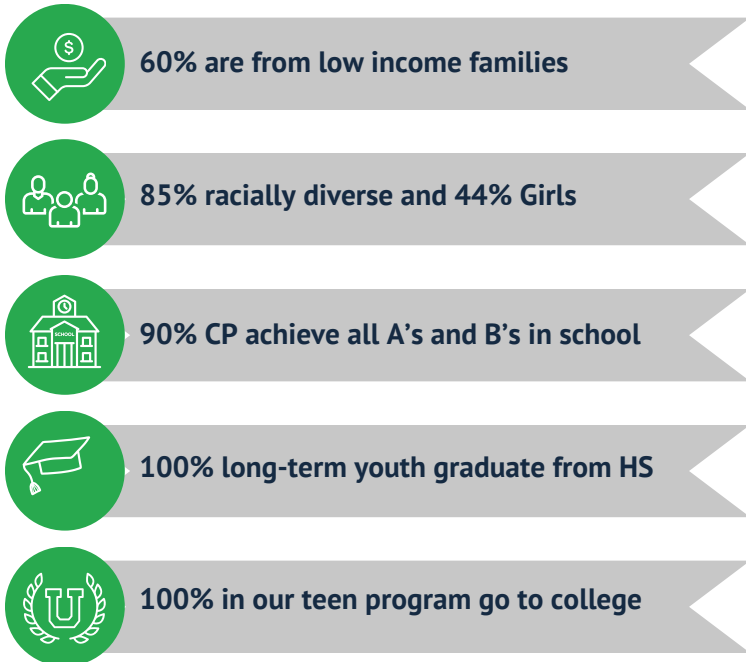 $
60% are from low income families
85% racially diverse and 44% Girls
SCHOOL
90% CP achieve all A’s and B’s in school
100% long-term youth graduate from HS
U
100% in our teen program go to college